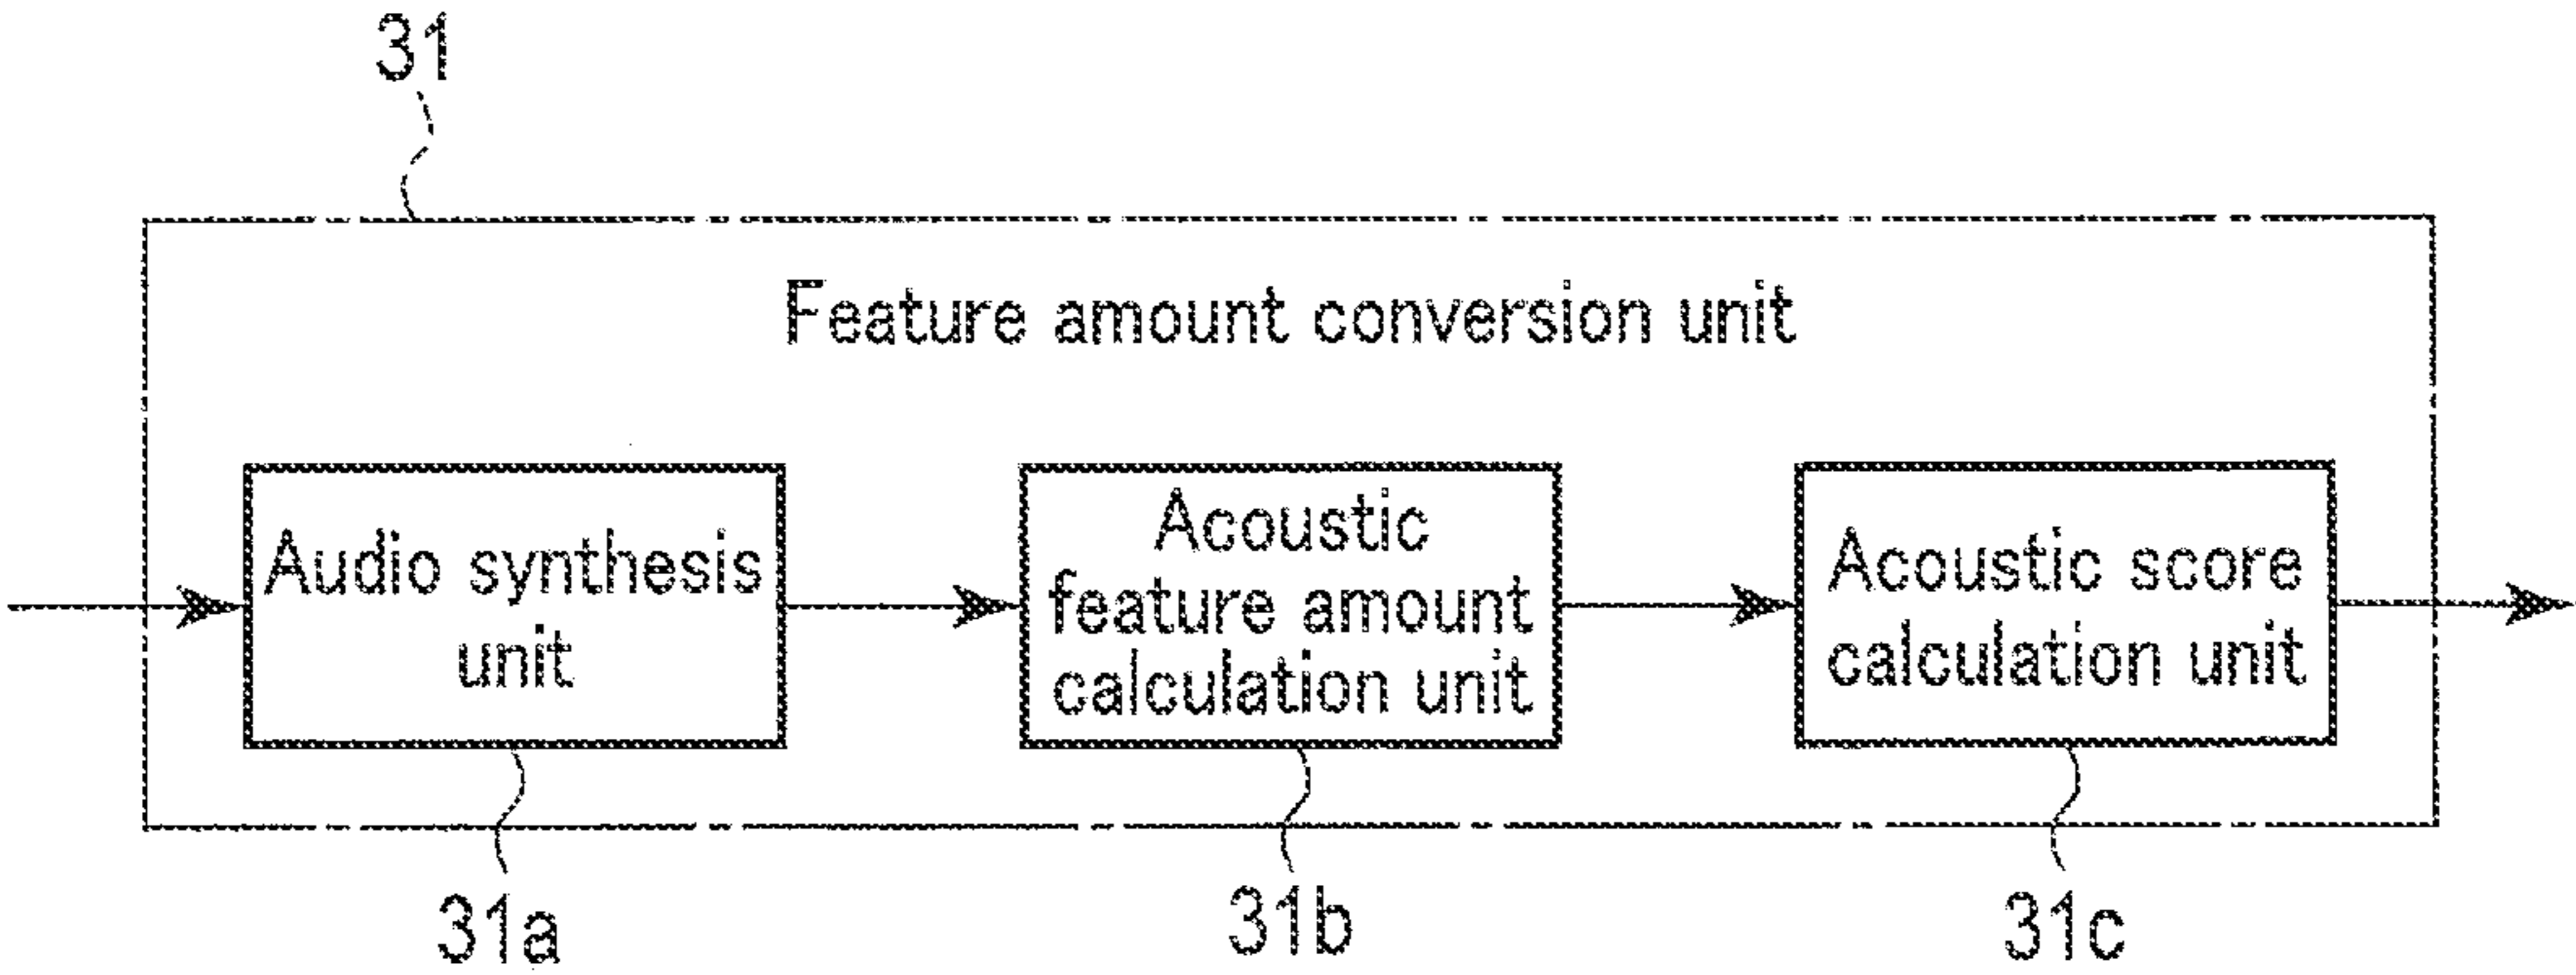 31
Feature amount conversion unit
Audio synthesis
unit
Acoustic
feature amount
calculation unit
Acoustic score
calculation unit
31a
31b
31c